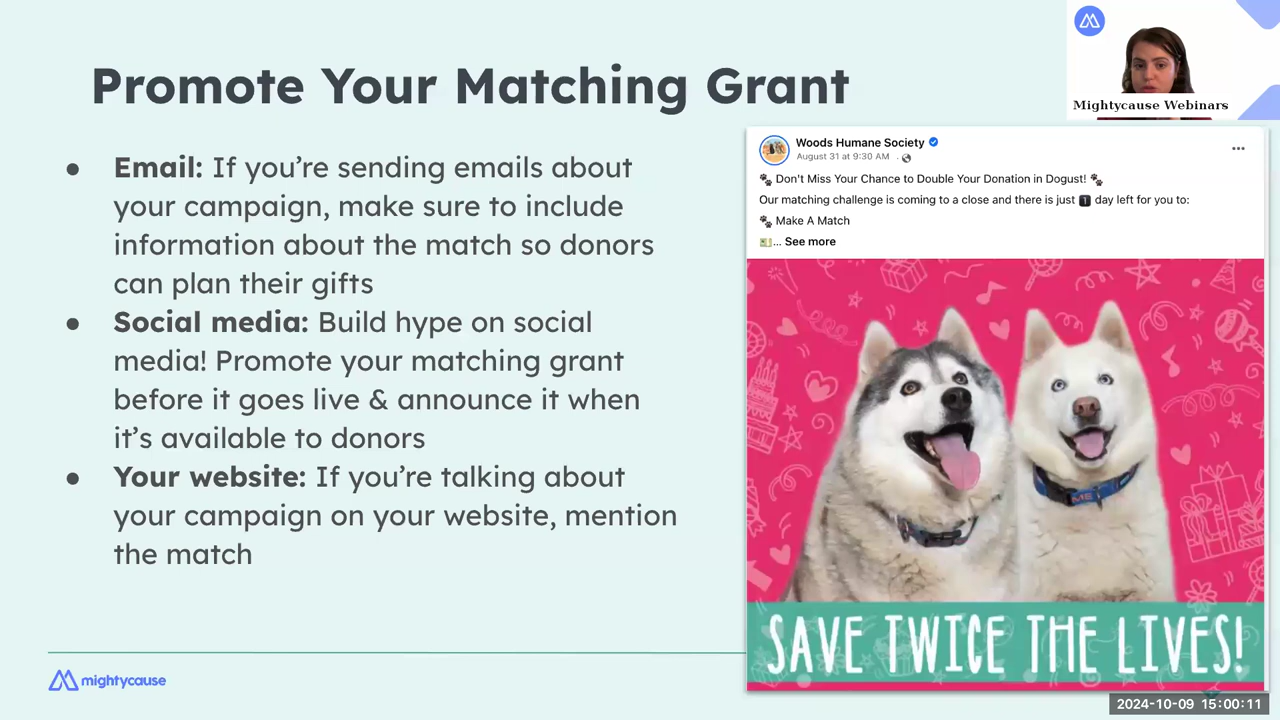 Promote Your Matching Grant
● Email: If you’re sending emails about
your campaign, make sure to include
information about the match so donors
can plan their gifts
● Social media: Build hype on social
media! Promote your matching grant
before it goes live & announce it when
it’s available to donors
● Your website: If you’re talking about
your campaign on your website, mention
the match
mightycause
Mightycause Webinars
Woods Humane Society
August 31 at 9:30 AM ·
🐾 Don't Miss Your Chance to Double Your Donation in Dogust! 🐾
Our matching challenge is coming to a close and there is just 1️⃣ day left for you to:
🐾 Make A Match
💵... See more
SAVE TWICE THE LIVES!
2024-10-09 15:00:11